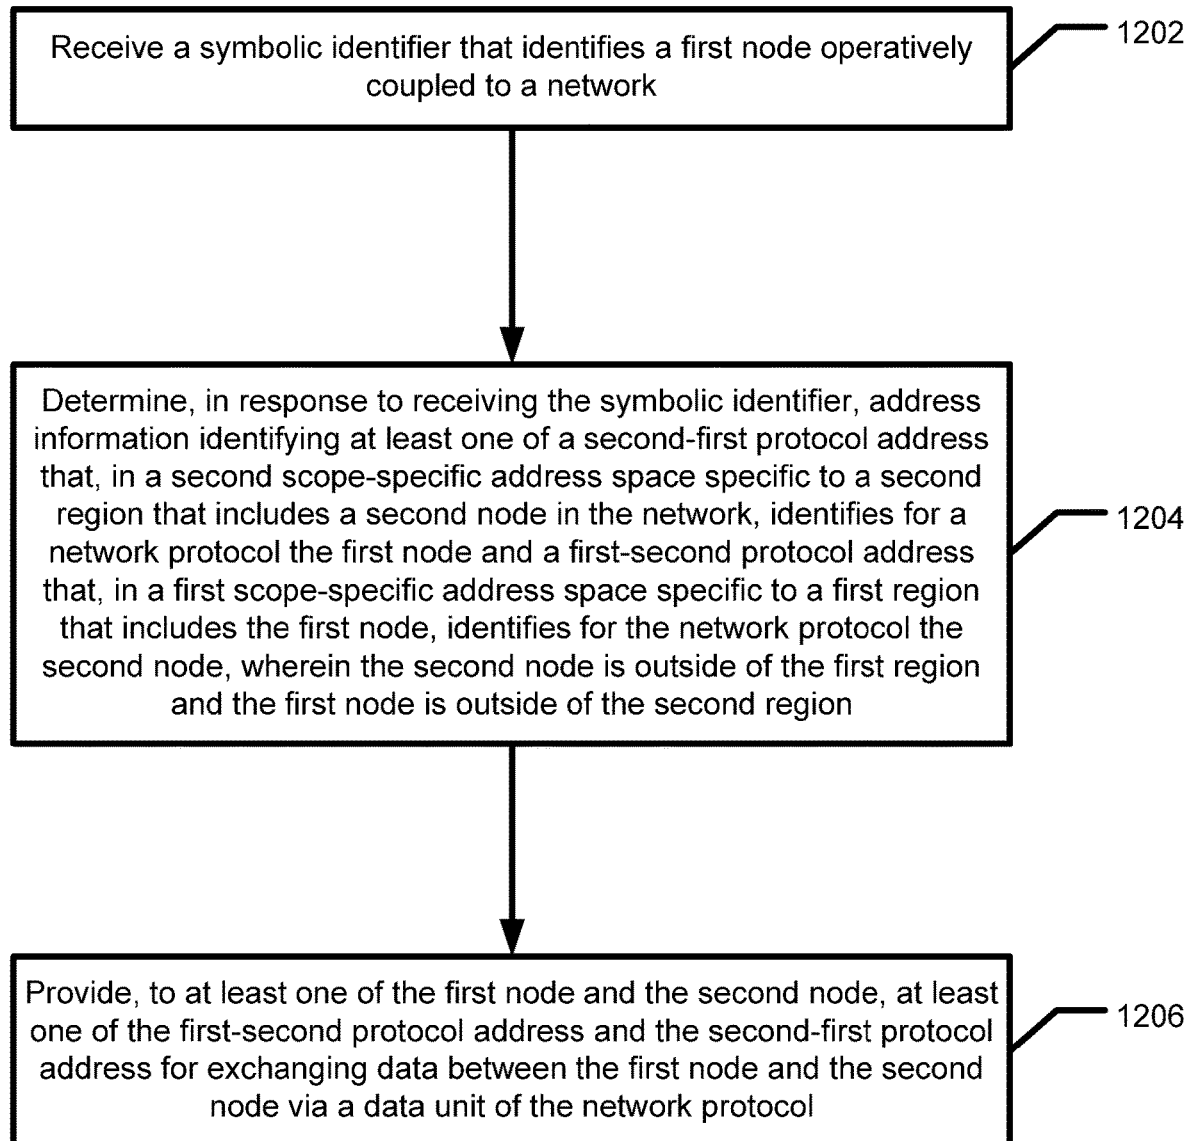 Receive a symbolic identifier that identifies a first node operatively
coupled to a network
1202
Determine, in response to receiving the symbolic identifier, address
information identifying at least one of a second-first protocol address
that, in a second scope-specific address space specific to a second
region that includes a second node in the network, identifies for a
network protocol the first node and a first-second protocol address
that, in a first scope-specific address space specific to a first region
that includes the first node, identifies for the network protocol the
second node, wherein the second node is outside of the first region
and the first node is outside of the second region
1204
Provide, to at least one of the first node and the second node, at least
one of the first-second protocol address and the second-first protocol
address for exchanging data between the first node and the second
node via a data unit of the network protocol
1206